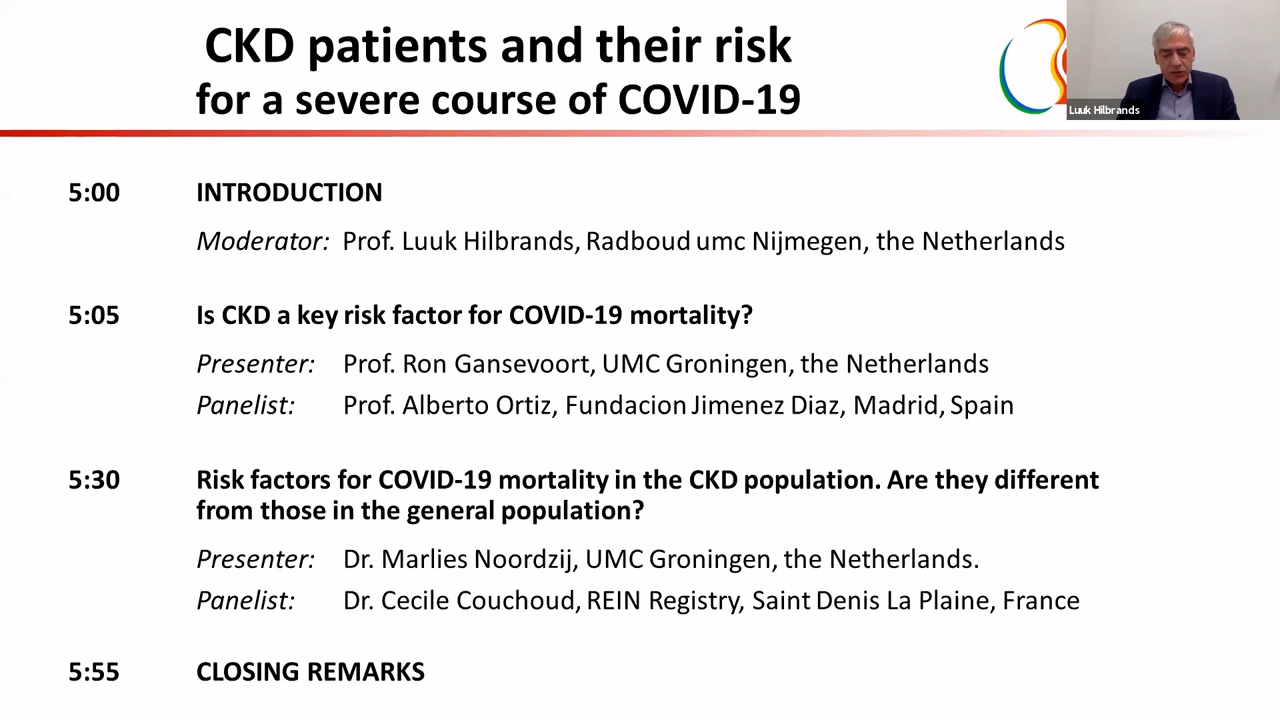 CKD patients and their risk
for a severe course of COVID-19
Luuk Hilbrands
5:00 INTRODUCTION
Moderator: Prof. Luuk Hilbrands, Radboud umc Nijmegen, the Netherlands
5:05 Is CKD a key risk factor for COVID-19 mortality?
Presenter: Prof. Ron Gansevoort, UMC Groningen, the Netherlands
Panelist: Prof. Alberto Ortiz, Fundacion Jimenez Diaz, Madrid, Spain
5:30 Risk factors for COVID-19 mortality in the CKD population. Are they different
from those in the general population?
Presenter: Dr. Marlies Noordzij, UMC Groningen, the Netherlands.
Panelist: Dr. Cecile Couchoud, REIN Registry, Saint Denis La Plaine, France
5:55 CLOSING REMARKS